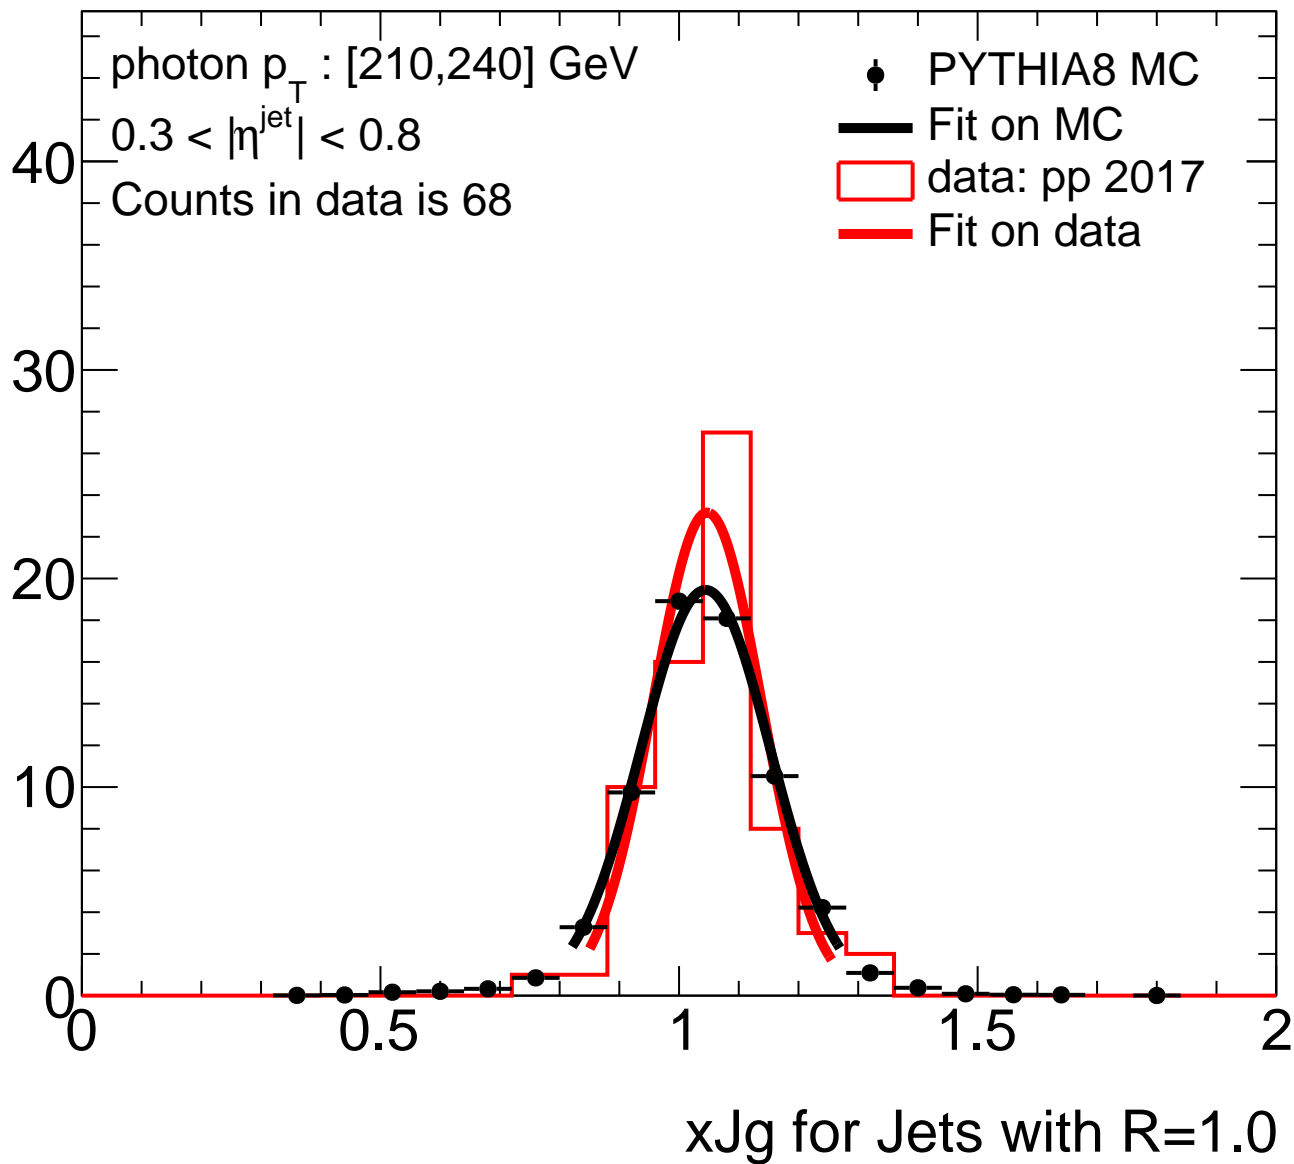 photon pT : [210,240] GeV
0.3 < |ηjet| < 0.8
Counts in data is 68
PYTHIA8 MC
Fit on MC
data: pp 2017
Fit on data
40
30
20
10
0
0 0.5 1 1.5 2
xJg for Jets with R=1.0